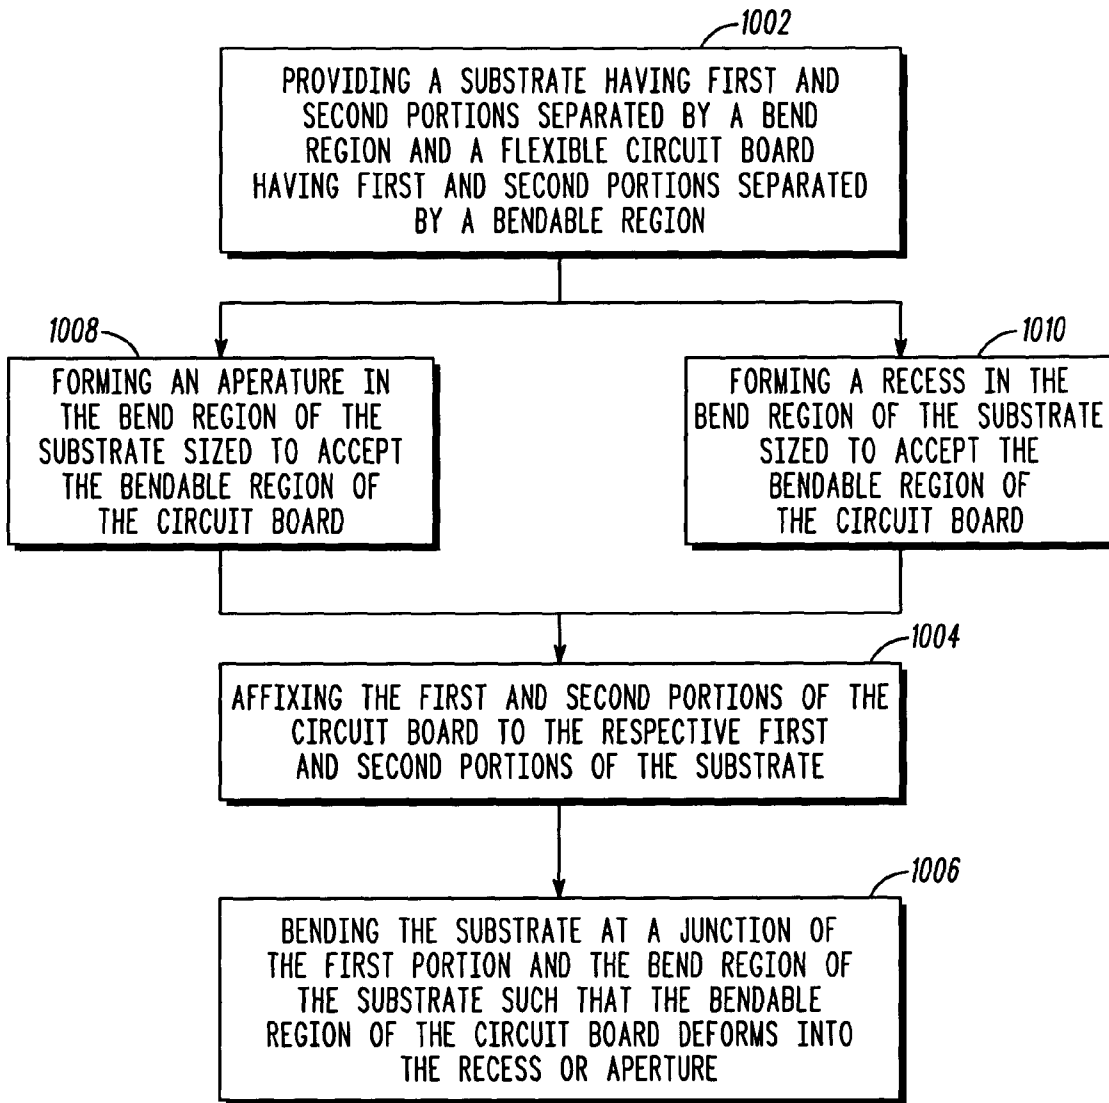 1002
PROVIDING A SUBSTRATE HAVING FIRST AND
SECOND PORTIONS SEPARATED BY A BEND
REGION AND A FLEXIBLE CIRCUIT BOARD
HAVING FIRST AND SECOND PORTIONS SEPARATED
BY A BENDABLE REGION
1008
FORMING AN APERATURE IN
THE BEND REGION OF THE
SUBSTRATE SIZED TO ACCEPT
THE BENDABLE REGION OF
THE CIRCUIT BOARD
1010
FORMING A RECESS IN THE
BEND REGION OF THE SUBSTRATE
SIZED TO ACCEPT THE
BENDABLE REGION OF
THE CIRCUIT BOARD
1004
AFFIXING THE FIRST AND SECOND PORTIONS OF THE
CIRCUIT BOARD TO THE RESPECTIVE FIRST
AND SECOND PORTIONS OF THE SUBSTRATE
1006
BENDING THE SUBSTRATE AT A JUNCTION OF
THE FIRST PORTION AND THE BEND REGION OF
THE SUBSTRATE SUCH THAT THE BENDABLE
REGION OF THE CIRCUIT BOARD DEFORMS INTO
THE RECESS OR APERTURE